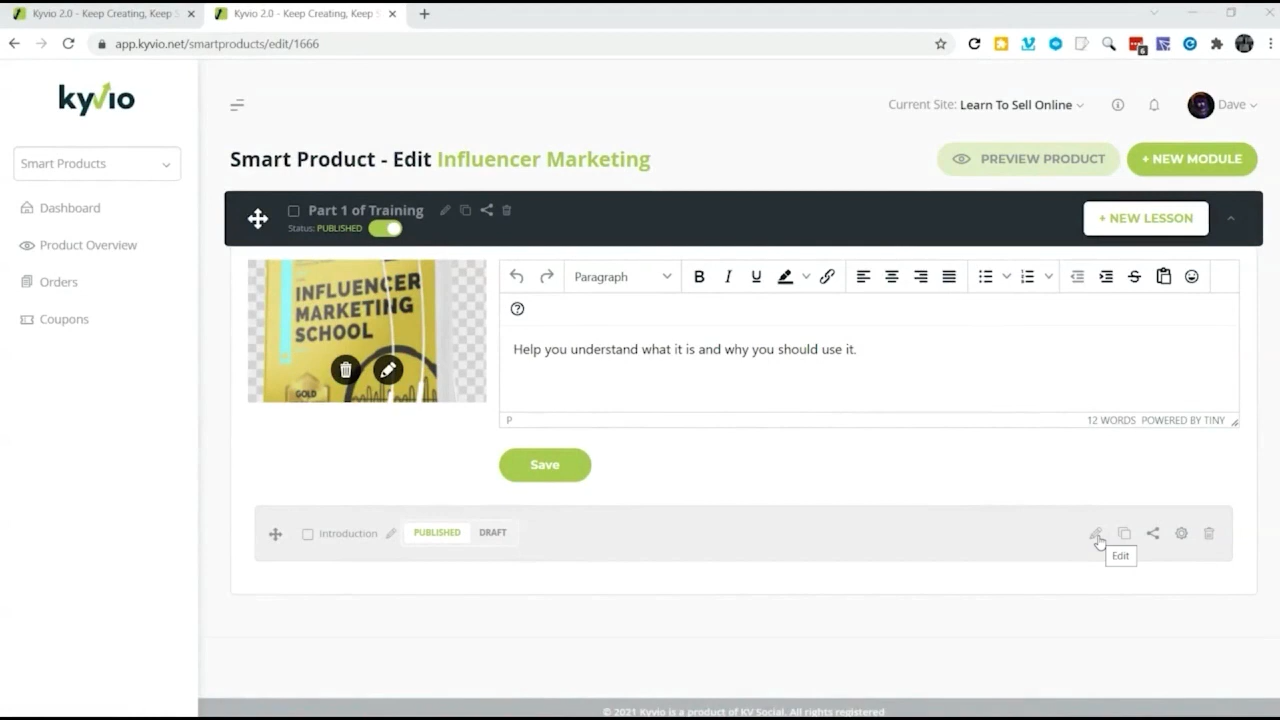 Kyvio 2.0 - Keep Creating, Keep S
Kyvio 2.0 - Keep Creating, Keep S
app.kyvio.net/smartproducts/edit/1666
kyvio
Current Site: Learn To Sell Online
Dave
Smart Products
Smart Product - Edit Influencer Marketing
PREVIEW PRODUCT
+ NEW MODULE
Dashboard
Product Overview
Orders
Coupons
Part 1 of Training
Status: PUBLISHED
+ NEW LESSON
INFLUENCER
MARKETING
SCHOOL
GOLD
Paragraph
B I U
Help you understand what it is and why you should use it.
P
12 WORDS POWERED BY TINY
Save
Introduction
PUBLISHED
DRAFT
Edit
© 2021 Kyvio is a product of KV Social. All rights registered